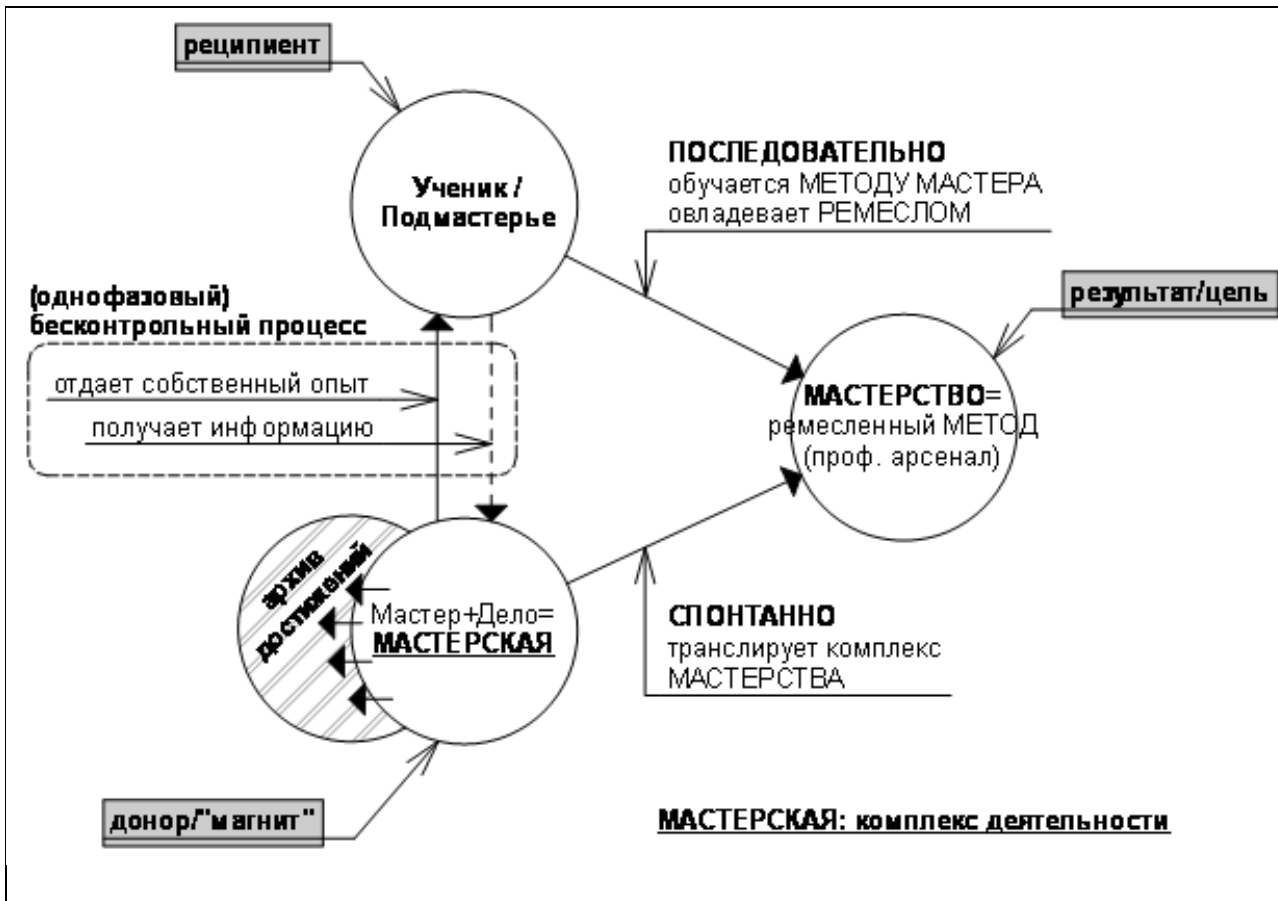 реципиент
Ученик /
Подмастерье
ПОСЛЕДОВАТЕЛЬНО
обучается МЕТОДУ МАСТЕРА
овладевает РЕМЕСЛОМ
(однофазовый)
бесконтрольный процесс
результат/цель
отдает собственный опыт
получает информацию
МАСТЕРСТВО=
ремесленный МЕТОД
(проф. арсенал)
архив
достижений
Мастер+Дело=
МАСТЕРСКАЯ
СПОНТАННО
транслирует комплекс
МАСТЕРСТВА
донор/"магнит"
МАСТЕРСКАЯ: комплекс деятельности